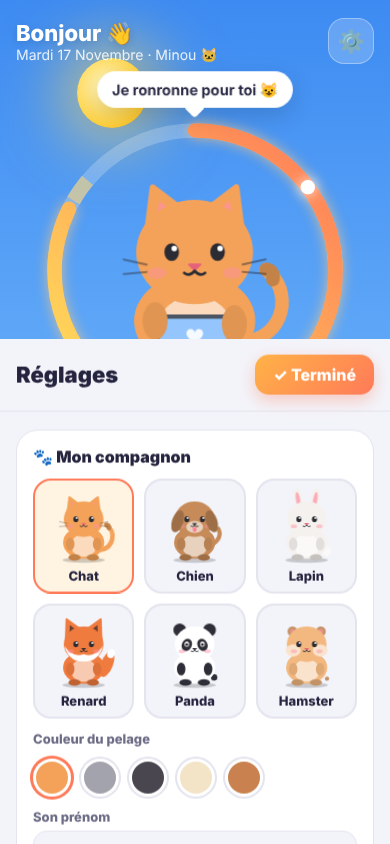 Bonjour 👋
Mardi 17 Novembre · Minou 🐱
Je ronronne pour toi 😺
Réglages
✓ Terminé
🐾 Mon compagnon
Chat
Chien
Lapin
Renard
Panda
Hamster
Couleur du pelage
Son prénom